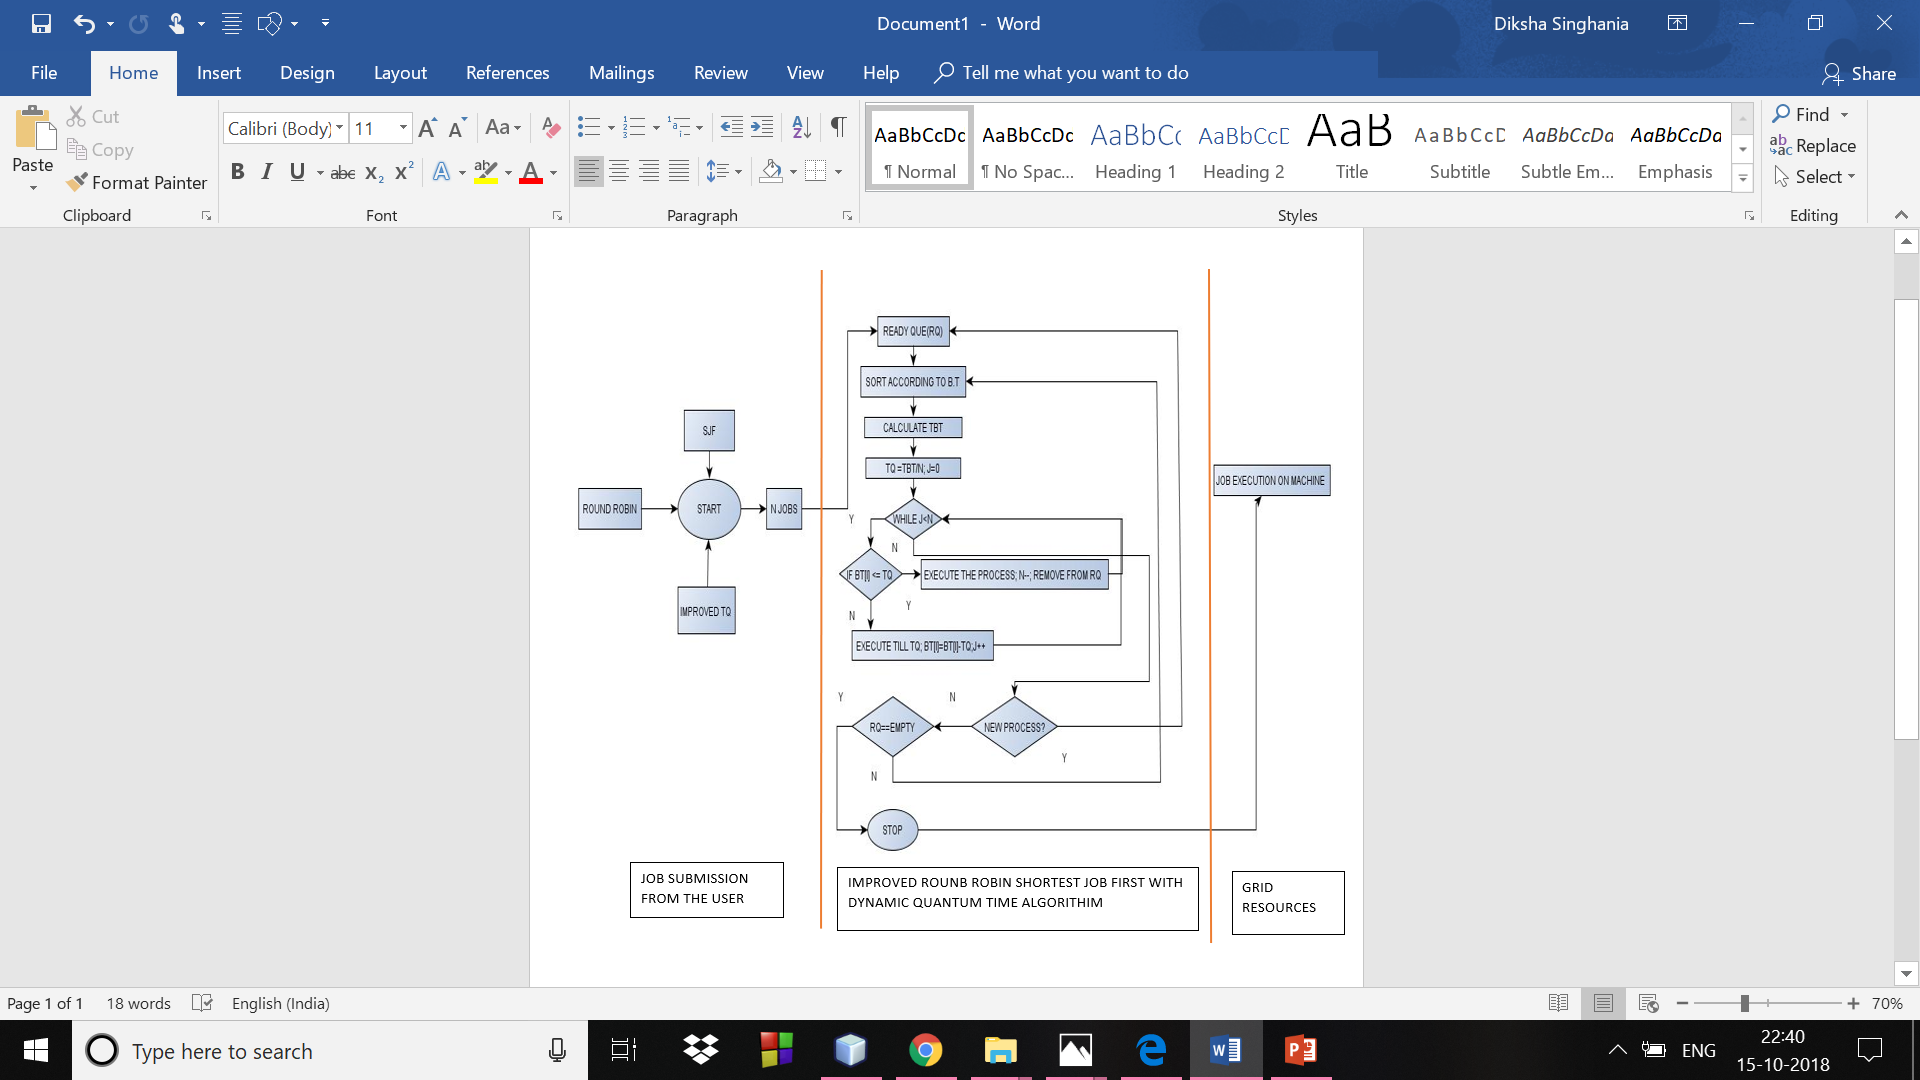 Document1 - Word
Diksha Singhania
File Home Insert Design Layout References Mailings Review View Help Tell me what you want to do Share
Paste
Cut
Copy
Format Painter
Clipboard
Calibri (Body) 11
Font
Paragraph
AaBbCcDc AaBbCcDc AaBbCc AaBbCcD AaB AaBbCcD AaBbCcDa AaBbCcDa
¶ Normal ¶ No Spac... Heading 1 Heading 2 Title Subtitle Subtle Em... Emphasis
Styles
Find
Replace
Select
Editing
SJF
ROUND ROBIN
START
N JOBS
IMPROVED TQ
READY QUE(RQ)
SORT ACCORDING TO B.T
CALCULATE TBT
TQ =TBT/N; J=0
WHILE J<N
Y
N
IF BT[I] <= TQ
EXECUTE THE PROCESS; N--; REMOVE FROM RQ
Y
N
EXECUTE TILL TQ; BT[I]=BT[I]-TQ;J++
Y
N
RQ==EMPTY
NEW PROCESS?
Y
N
STOP
JOB EXECUTION ON MACHINE
JOB SUBMISSION
FROM THE USER
IMPROVED ROUNB ROBIN SHORTEST JOB FIRST WITH
DYNAMIC QUANTUM TIME ALGORITHIM
GRID
RESOURCES
Page 1 of 1 18 words English (India) 70%
Type here to search
ENG
22:40
15-10-2018